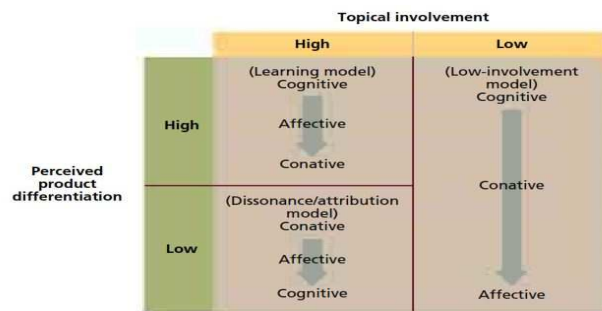 Topical involvement
High
Low
Perceived
product
differentiation
High
(Learning model)
Cognitive
Affective
Conative
(Low-involvement
model)
Cognitive
Conative
Affective
Low
(Dissonance/attribution
model)
Conative
Affective
Cognitive